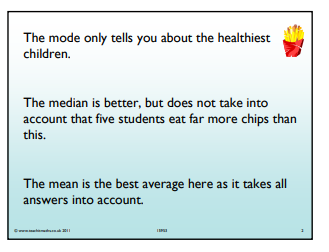 The mode only tells you about the healthiest
children.
The median is better, but does not take into
account that five students eat far more chips than
this.
The mean is the best average here as it takes all
answers into account.
© www.teachitmaths.co.uk 2011
15953
2